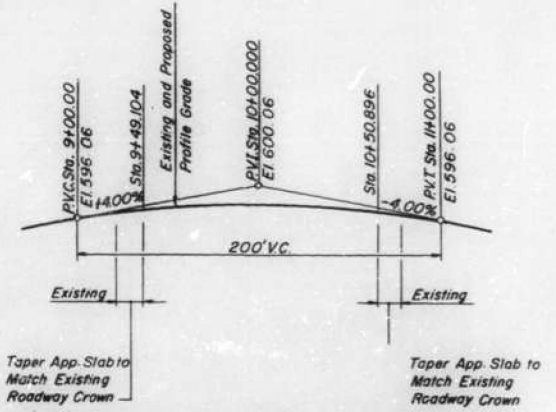 P.V.C. Sta. 9+00.00
El. 596.06
Sta. 9+49.104
Existing and Proposed
Profile Grade
P.V.I. Sta. 10+00.000
El. 600.06
Sta. 10+50.896
P.V.T. Sta. 11+00.00
El. 596.06
+4.00%
-4.00%
200' V.C.
Existing
Existing
Taper App. Slab to
Match Existing
Roadway Crown
Taper App. Slab to
Match Existing
Roadway Crown